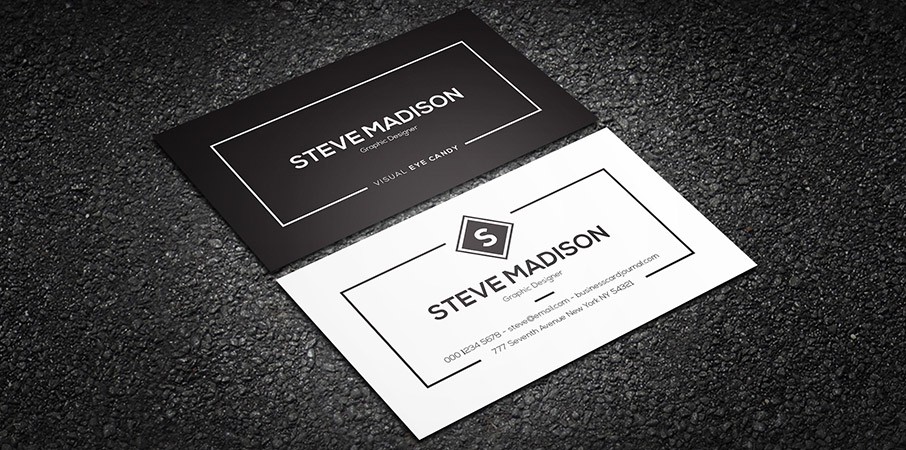 STEVE MADISON
Graphic Designer
VISUAL EYE CANDY
S
STEVE MADISON
Graphic Designer
000 1234 5678 - steve@email.com - businesscardjournal.com
777 Seventh Avenue New York NY 54321